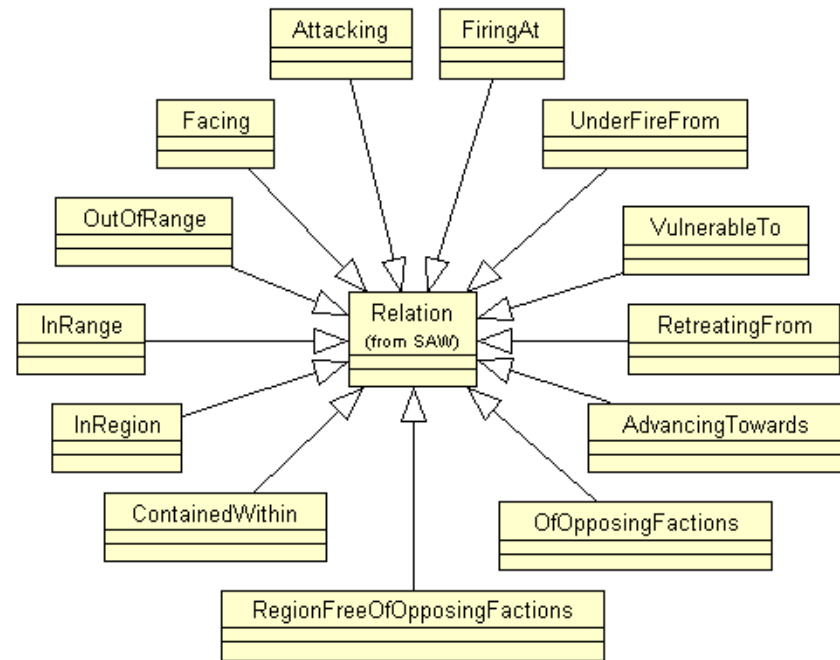 Attacking
FiringAt
Facing
UnderFireFrom
OutOfRange
VulnerableTo
Relation
(from SAW)
InRange
RetreatingFrom
InRegion
AdvancingTowards
ContainedWithin
OfOpposingFactions
RegionFreeOfOpposingFactions